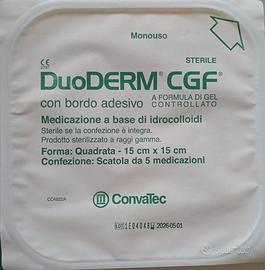 Monouso
STERILE
CE
DuoDERM® CGF®
A FORMULA DI GEL
CONTROLLATO
con bordo adesivo
Medicazione a base di idrocolloidi
Sterile se la confezione è integra.
Prodotto sterilizzato a raggi gamma.
Forma: Quadrata - 15 cm x 15 cm
Confezione: Scatola da 5 medicazioni
ConvaTec
2026-05-01